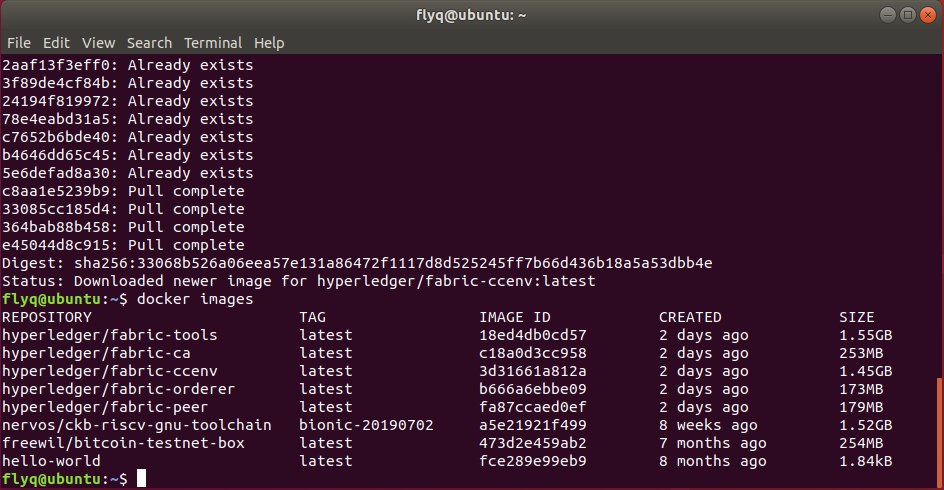 flyq@ubuntu: ~
File Edit View Search Terminal Help
2aaf13f3eff0: Already exists
3f89de4cf84b: Already exists
24194f819972: Already exists
78e4eabd31a5: Already exists
c7652b6bde40: Already exists
b4646dd65c45: Already exists
5e6defad8a30: Already exists
c8aa1e5239b9: Pull complete
33085cc185d4: Pull complete
364bab88b458: Pull complete
e45044d8c915: Pull complete
Digest: sha256:33068b526a06eea57e131a86472f1117d8d525245ff7b66d436b18a5a53dbb4e
Status: Downloaded newer image for hyperledger/fabric-ccenv:latest
flyq@ubuntu:~$ docker images
REPOSITORY TAG IMAGE ID CREATED SIZE
hyperledger/fabric-tools latest 18ed4db0cd57 2 days ago 1.55GB
hyperledger/fabric-ca latest c18a0d3cc958 2 days ago 253MB
hyperledger/fabric-ccenv latest 3d31661a812a 2 days ago 1.45GB
hyperledger/fabric-orderer latest b666a6ebbe09 2 days ago 173MB
hyperledger/fabric-peer latest fa87ccaed0ef 2 days ago 179MB
nervos/ckb-riscv-gnu-toolchain bionic-20190702 a5e21921f499 8 weeks ago 1.52GB
freewil/bitcoin-testnet-box latest 473d2e459ab2 7 months ago 254MB
hello-world latest fce289e99eb9 8 months ago 1.84kB
flyq@ubuntu:~$